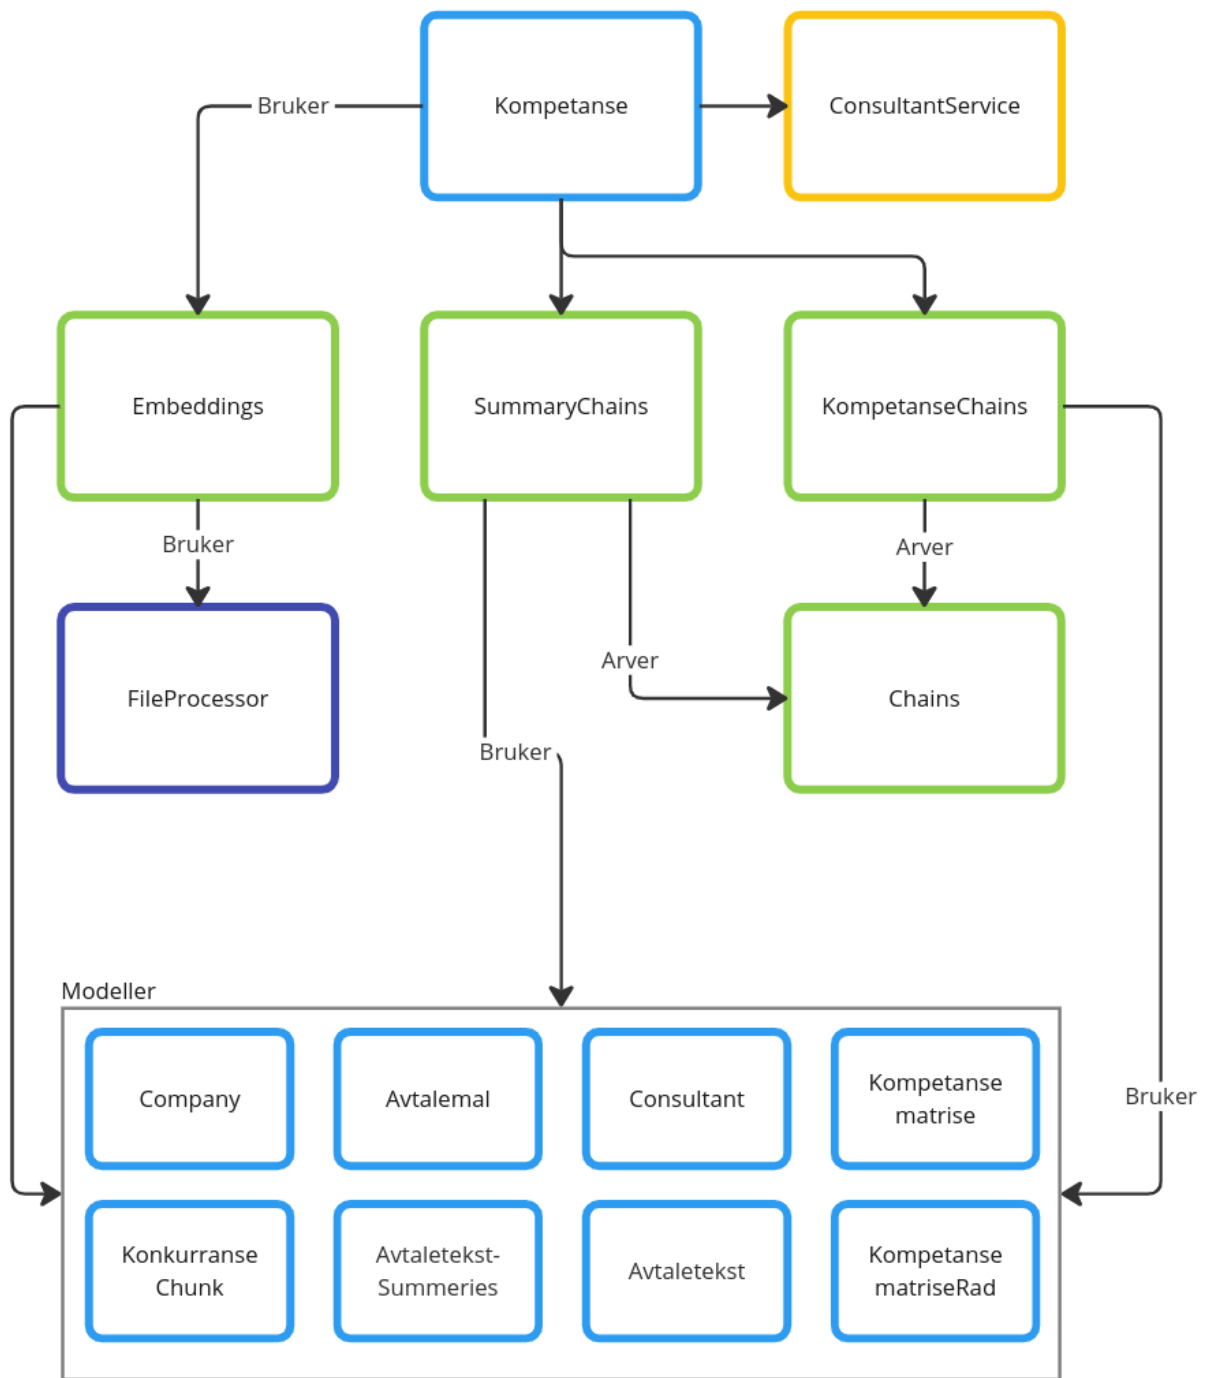 Bruker
Kompetanse
ConsultantService
Embeddings
SummaryChains
KompetanseChains
Bruker
Arver
Arver
FileProcessor
Chains
Bruker
Modeller
Company
Avtalemal
Consultant
Kompetanse
matrise
Bruker
Konkurranse
Chunk
Avtaletekst-
Summeries
Avtaletekst
Kompetanse
matriseRad